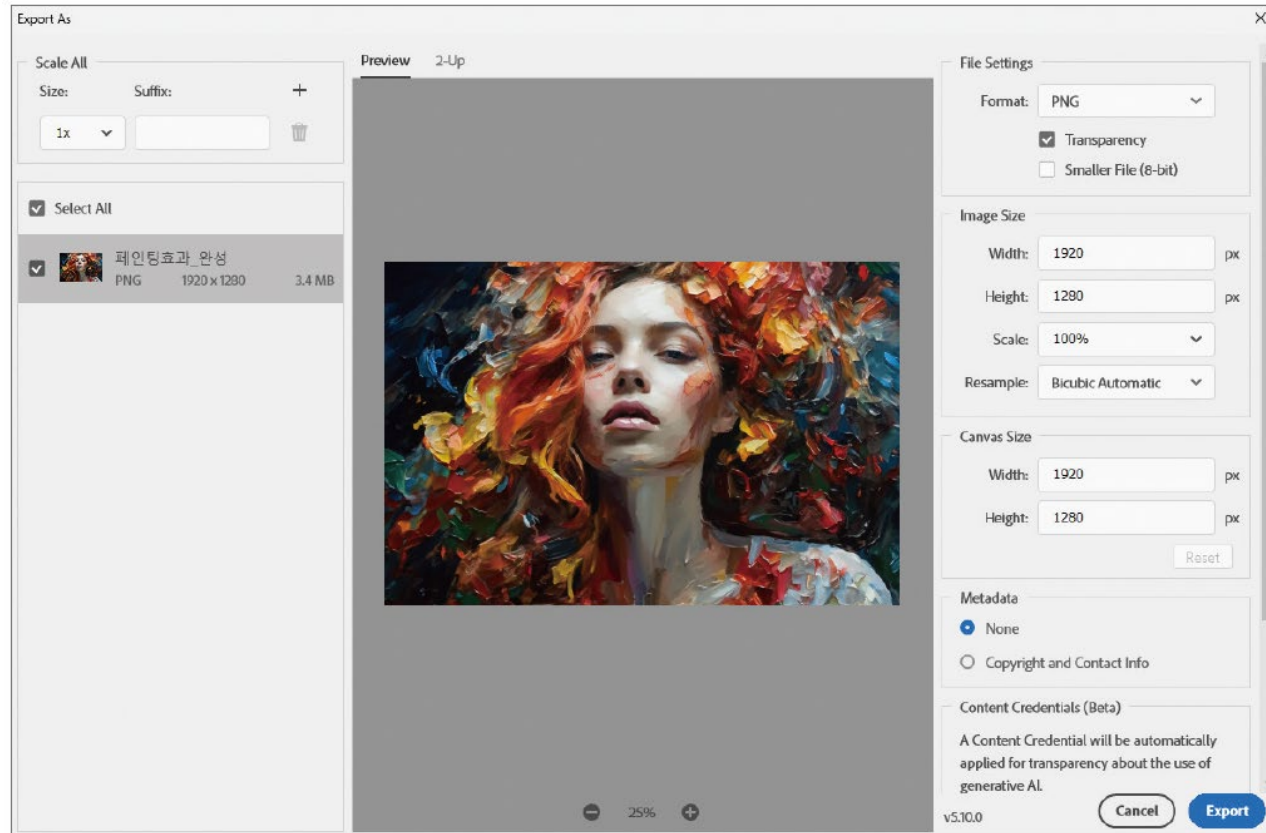 Export As
Scale All
Size: Suffix:
1x
Select All
페인팅효과_완성
PNG 1920 x 1280 3.4 MB
Preview 2-Up
25%
File Settings
Format: PNG
Transparency
Smaller File (8-bit)
Image Size
Width: 1920 px
Height: 1280 px
Scale: 100%
Resample: Bicubic Automatic
Canvas Size
Width: 1920 px
Height: 1280 px
Reset
Metadata
None
Copyright and Contact Info
Content Credentials (Beta)
A Content Credential will be automatically
applied for transparency about the use of
generative AI.
v5.10.0 Cancel Export